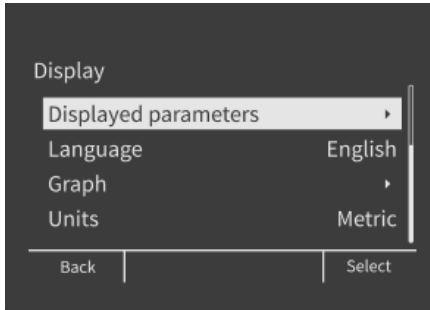 Display
Displayed parameters
Language English
Graph
Units Metric
Back Select